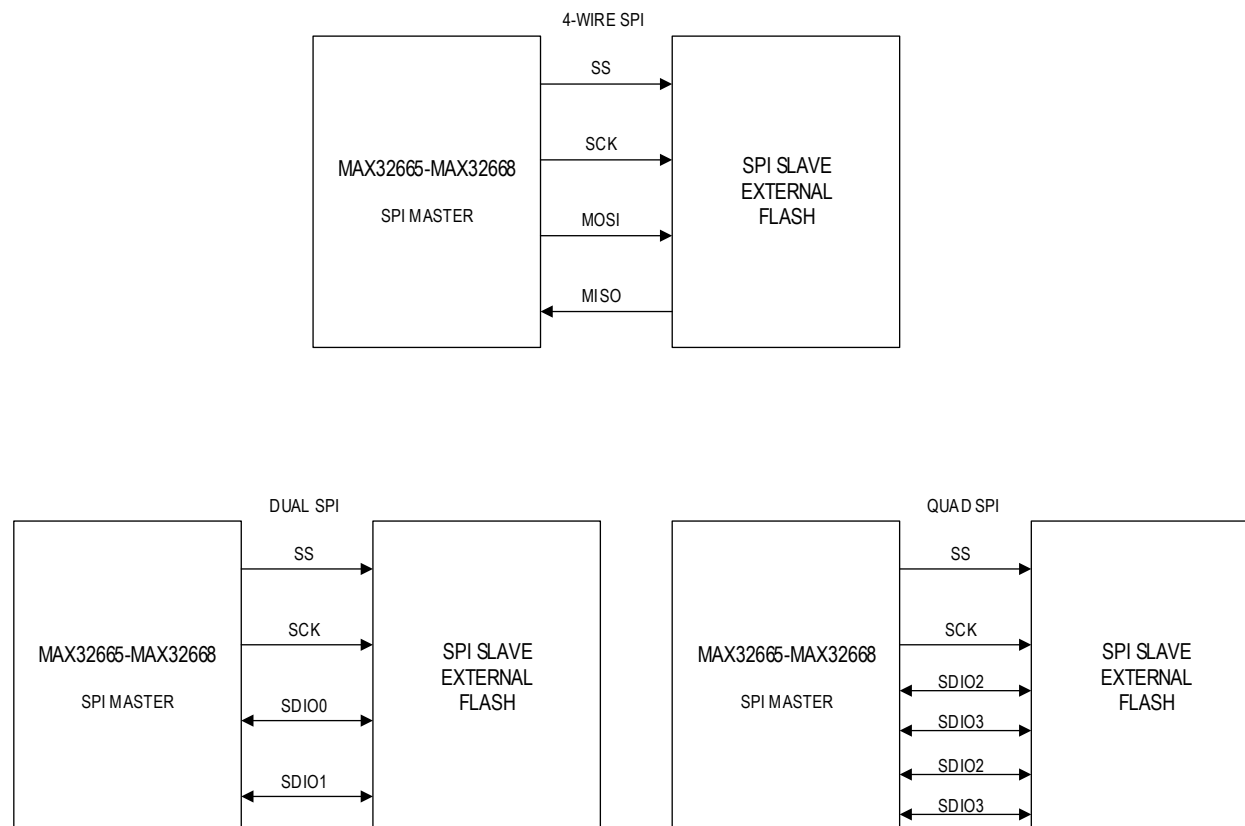 4-WIRE SPI
SS
SCK
MOSI
MISO
MAX32665-MAX32668
SPI MASTER
SPI SLAVE
EXTERNAL
FLASH
DUAL SPI
SS
SCK
SDIO0
SDIO1
MAX32665-MAX32668
SPI MASTER
SPI SLAVE
EXTERNAL
FLASH
QUAD SPI
SS
SCK
SDIO2
SDIO3
SDIO2
SDIO3
MAX32665-MAX32668
SPI MASTER
SPI SLAVE
EXTERNAL
FLASH